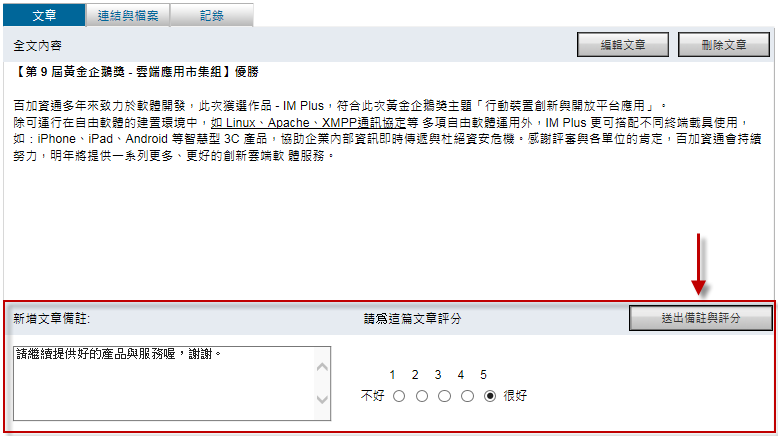 文章 連結與檔案 記錄
全文內容 編輯文章 刪除文章
【第 9 屆黃金企鵝獎 - 雲端應用市集組】優勝
百加資通多年來致力於軟體開發，此次獲選作品 - IM Plus，符合此次黃金企鵝獎主題「行動裝置創新與開放平台應用」。
除可運行在自由軟體的建置環境中，如 Linux、Apache、XMPP通訊協定等 多項自由軟體運用外，IM Plus 更可搭配不同終端載具使用，
如：iPhone、iPad、Android 等智慧型 3C 產品，協助企業內部資訊即時傳遞與杜絕資安危機。感謝評審與各單位的肯定，百加資通會持續
努力，明年將提供一系列更多、更好的創新雲端軟 體服務。
新增文章備註: 請為這篇文章評分 送出備註與評分
請繼續提供好的產品與服務喔，謝謝。
1 2 3 4 5
不好 很好